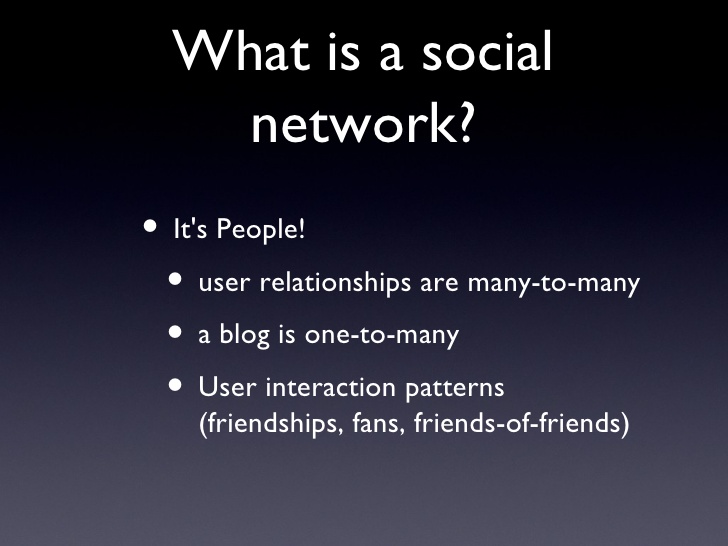 What is a social
network?
• It's People!
• user relationships are many-to-many
• a blog is one-to-many
• User interaction patterns
(friendships, fans, friends-of-friends)